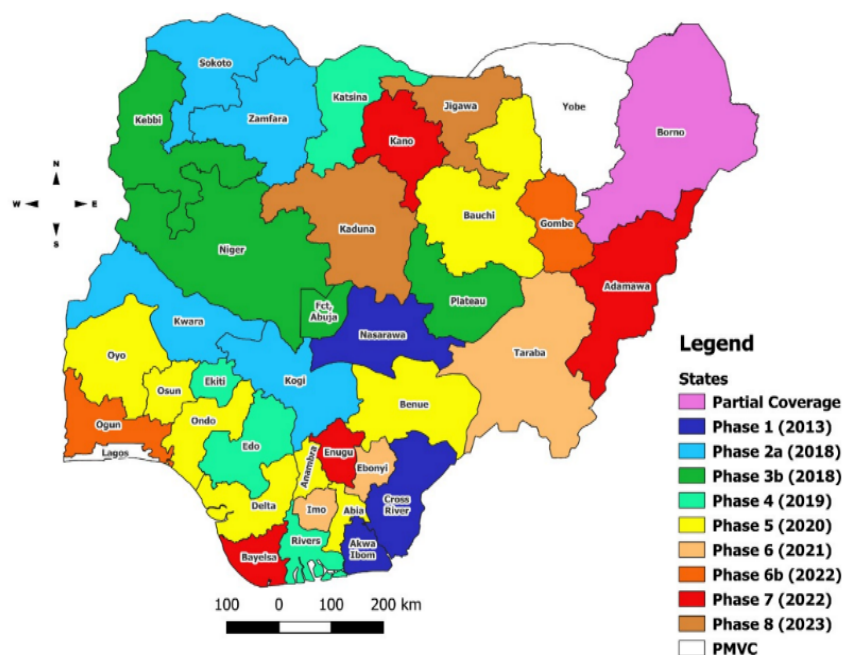 Sokoto
Katsina
Jigawa
Yobe
Kebbi
Zamfara
Kano
Borno
N
W E
S
Bauchi
Gombe
Kaduna
Niger
Adamawa
Fct,
Abuja
Plateau
Kwara
Nasarawa
Taraba
Oyo
Ekiti
Kogi
Osun
Benue
Ondo
Ogun
Edo
Lagos
Anambra
Enugu
Ebonyi
Cross
River
Delta
Imo
Abia
Rivers
Akwa
Ibom
Bayelsa
100 0 100 200 km
Legend
States
Partial Coverage
Phase 1 (2013)
Phase 2a (2018)
Phase 3b (2018)
Phase 4 (2019)
Phase 5 (2020)
Phase 6 (2021)
Phase 6b (2022)
Phase 7 (2022)
Phase 8 (2023)
PMVC